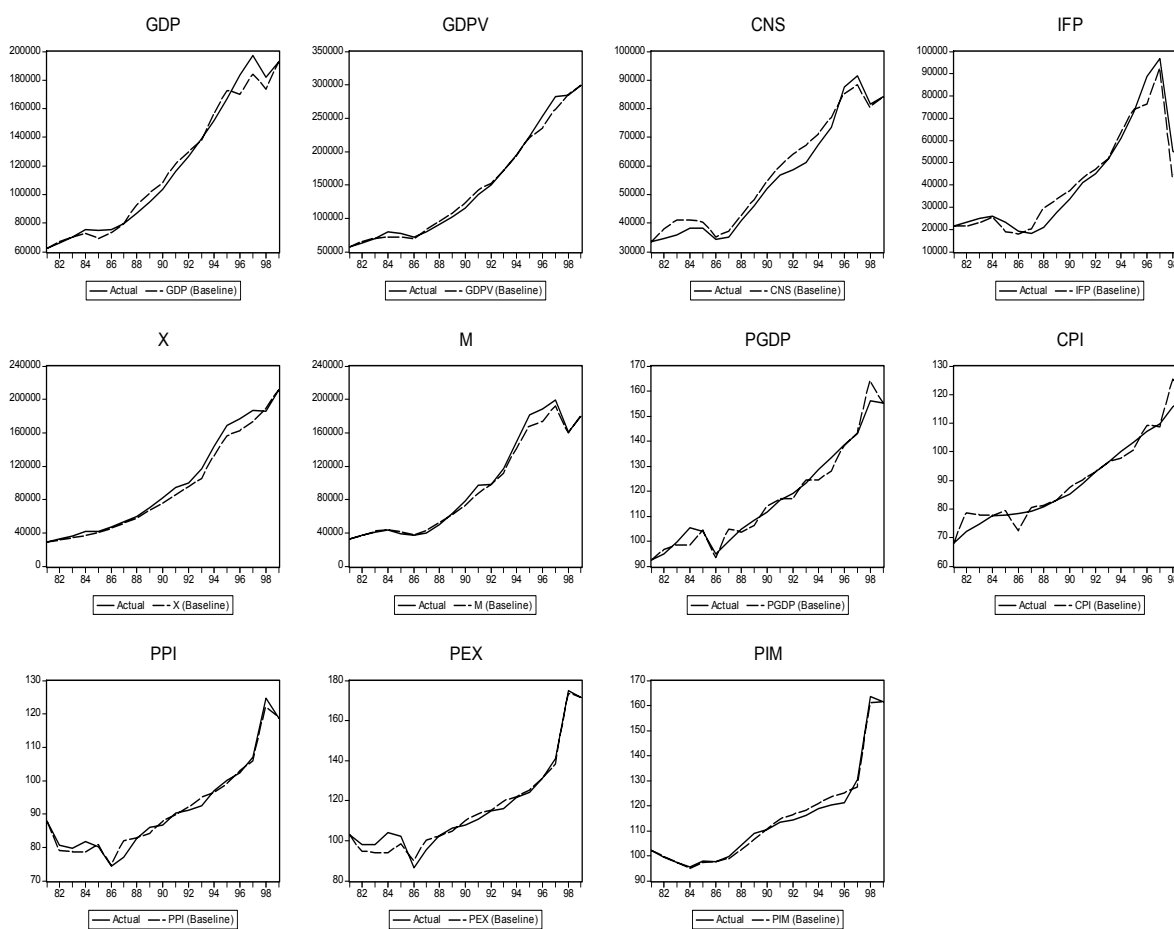 GDP
200000
180000
160000
140000
120000
100000
80000
60000
82 84 86 88 90 92 94 96 98
Actual GDP (Baseline)
GDPV
350000
300000
250000
200000
150000
100000
50000
82 84 86 88 90 92 94 96 98
Actual GDPV (Baseline)
CNS
100000
90000
80000
70000
60000
50000
40000
30000
82 84 86 88 90 92 94 96 98
Actual CNS (Baseline)
IFP
100000
90000
80000
70000
60000
50000
40000
30000
20000
10000
82 84 86 88 90 92 94 96 98
Actual IFP (Baseline)
X
240000
200000
160000
120000
80000
40000
0
82 84 86 88 90 92 94 96 98
Actual X (Baseline)
M
240000
200000
160000
120000
80000
40000
0
82 84 86 88 90 92 94 96 98
Actual M (Baseline)
PGDP
170
160
150
140
130
120
110
100
90
82 84 86 88 90 92 94 96 98
Actual PGDP (Baseline)
CPI
130
120
110
100
90
80
70
60
82 84 86 88 90 92 94 96 98
Actual CPI (Baseline)
PPI
130
120
110
100
90
80
70
82 84 86 88 90 92 94 96 98
Actual PPI (Baseline)
PEX
180
160
140
120
100
80
82 84 86 88 90 92 94 96 98
Actual PEX (Baseline)
PIM
170
160
150
140
130
120
110
100
90
82 84 86 88 90 92 94 96 98
Actual PIM (Baseline)